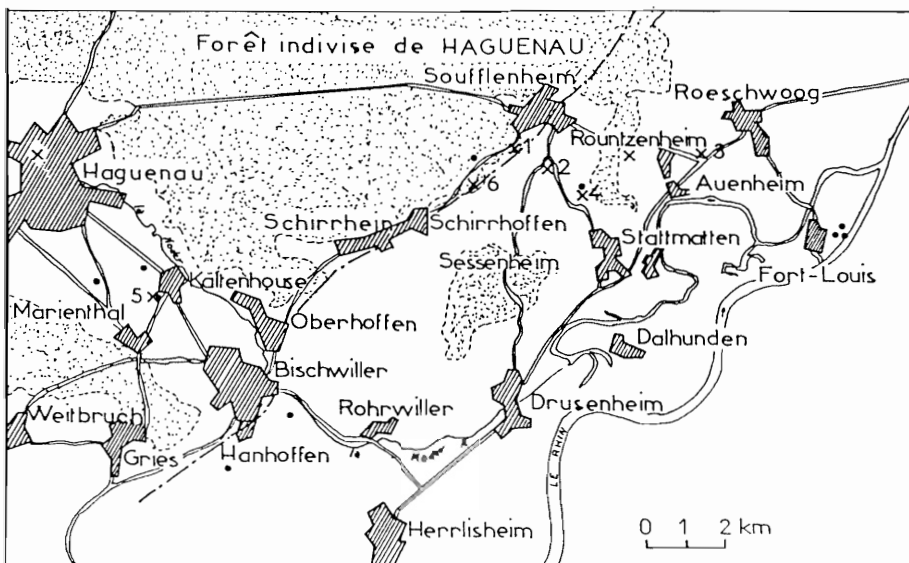 Forêt indivise de HAGUENAU
Soufflenheim
Roeschwoog
Rountzenheim
1
3
2
Haguenau
6
4
Auenheim
Moder
Schirrhein
Schirrhoffen
Stattmatten
Sessenheim
Kaltenhouse
Fort-Louis
5
Marienthal
Oberhoffen
Dalhunden
Bischwiller
Weitbruch
Rohrwiller
Drusenheim
Moder
Gries
Hanhoffen
LE RHIN
Herrlisheim
0 1 2 km